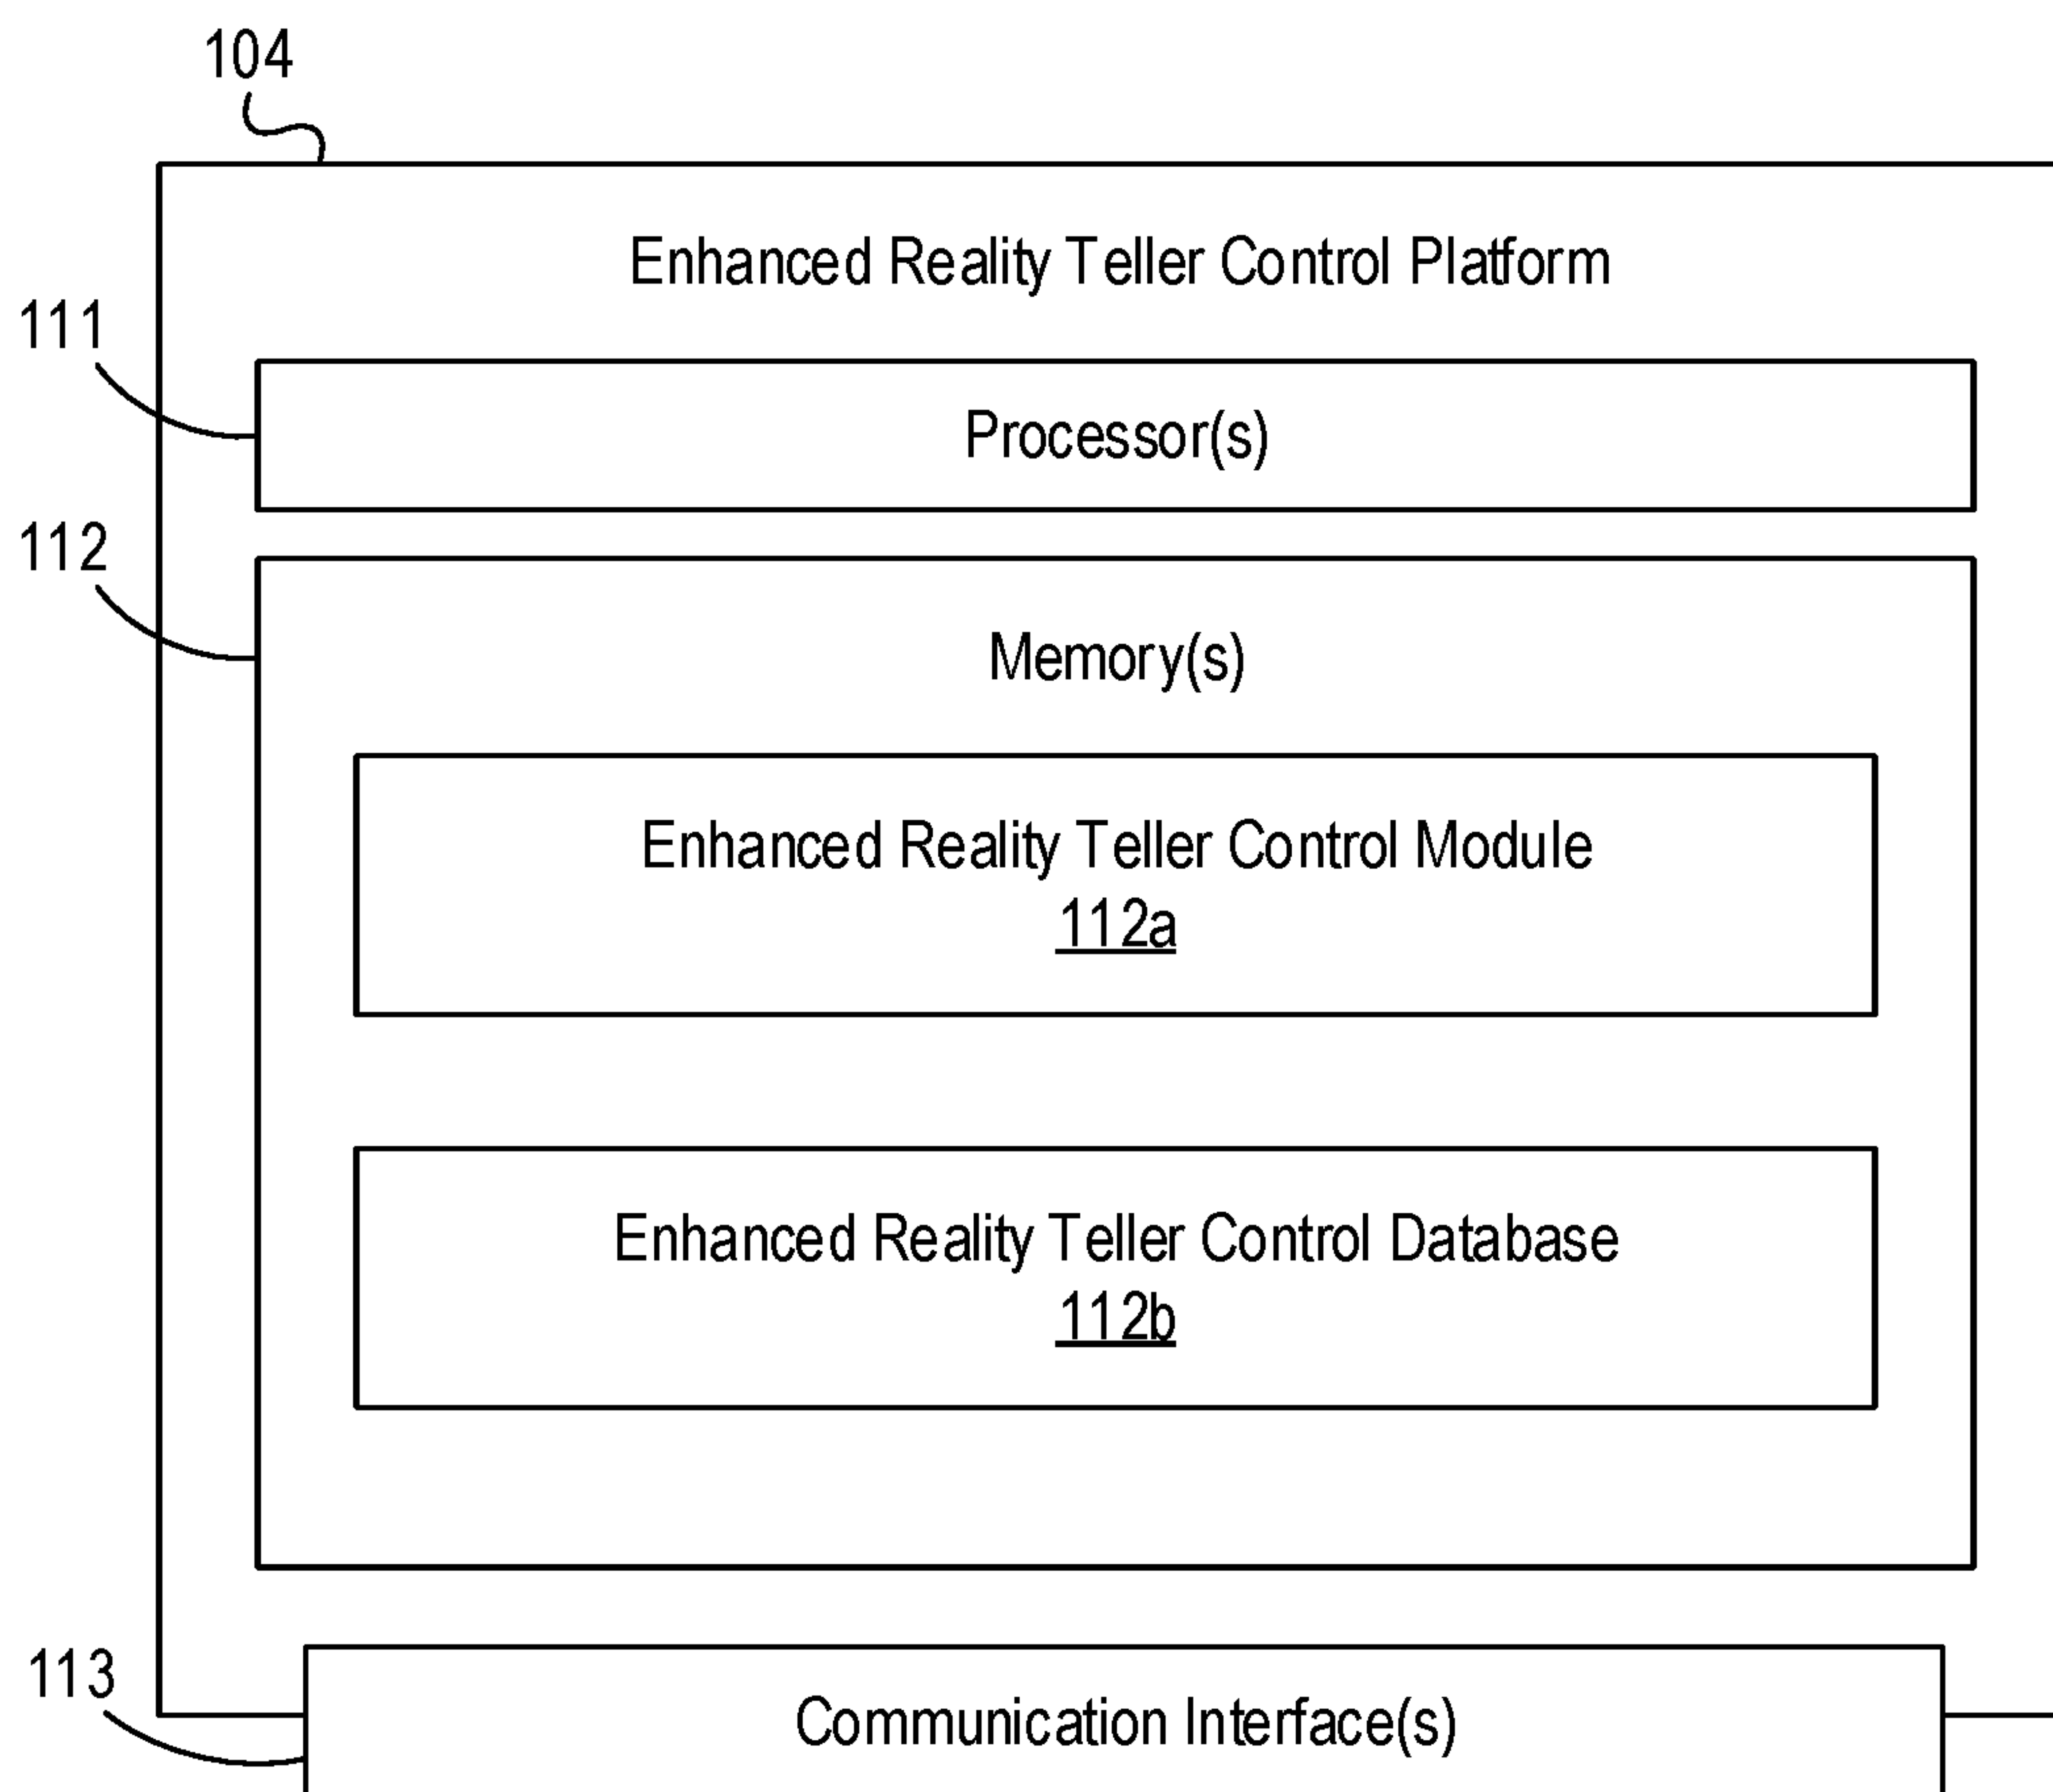 104
Enhanced Reality Teller Control Platform
111
Processor(s)
112
Memory(s)
Enhanced Reality Teller Control Module
112a
Enhanced Reality Teller Control Database
112b
113
Communication Interface(s)